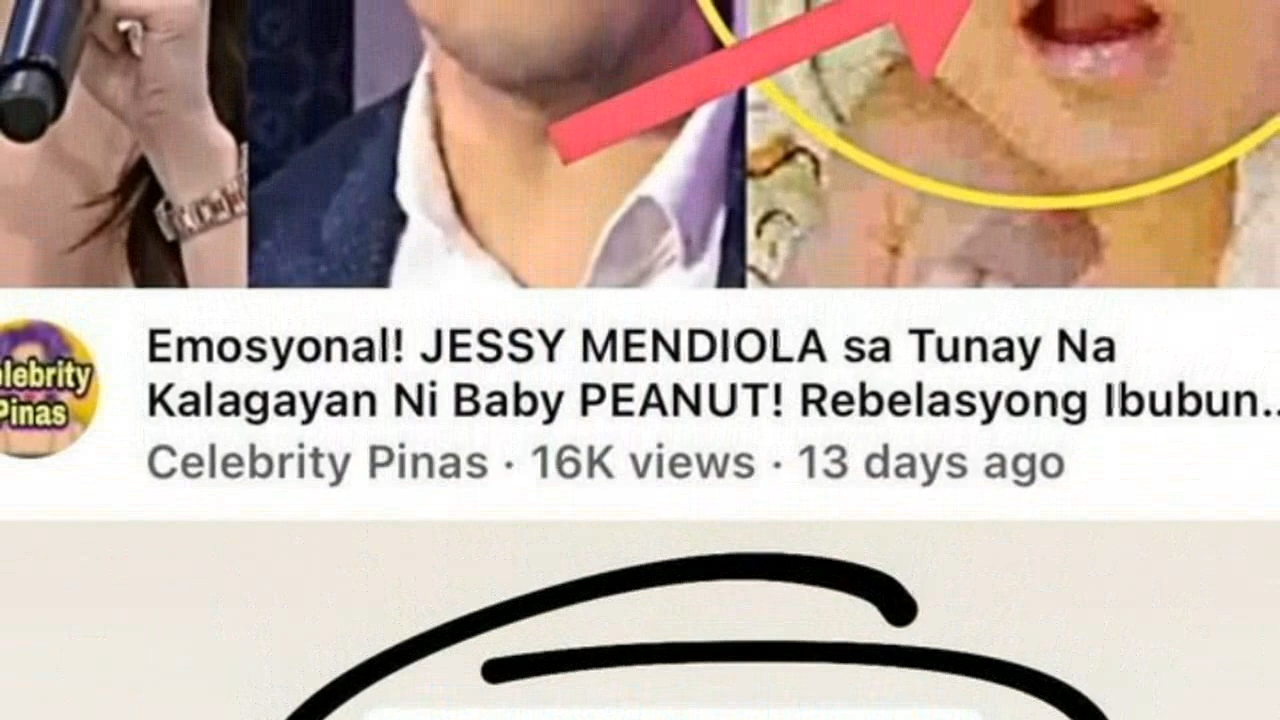 Emosyonal! JESSY MENDIOLA sa Tunay Na
Kalagayan Ni Baby PEANUT! Rebelasyong Ibubun..
lebrity
Pinas
Celebrity Pinas · 16K views · 13 days ago